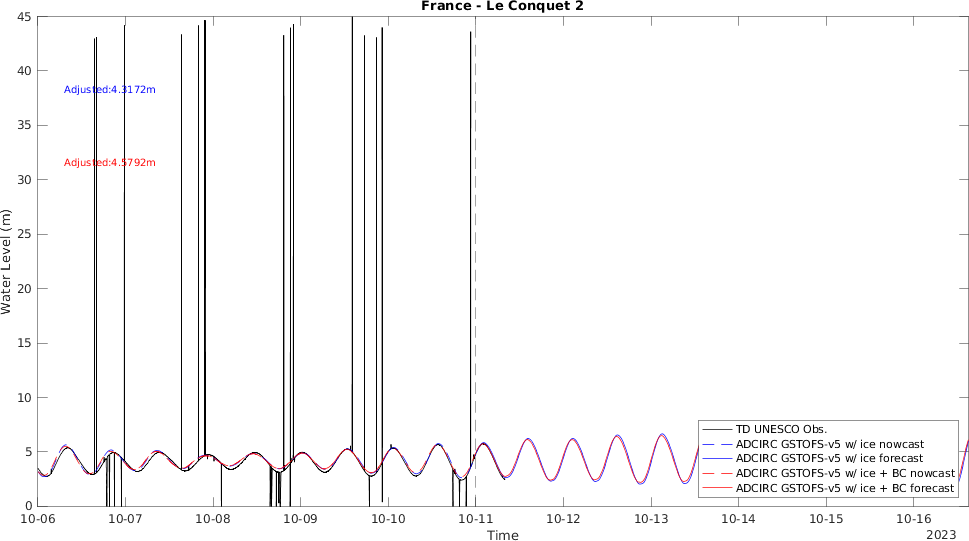 France - Le Conquet 2
45
40
35
30
25
20
15
10
5
0
Water Level (m)
Adjusted:4.3172m
Adjusted:4.5792m
TD UNESCO Obs.
ADCIRC GSTOFS-v5 w/ ice nowcast
ADCIRC GSTOFS-v5 w/ ice forecast
ADCIRC GSTOFS-v5 w/ ice + BC nowcast
ADCIRC GSTOFS-v5 w/ ice + BC forecast
10-06 10-07 10-08 10-09 10-10 10-11 10-12 10-13 10-14 10-15 10-16
Time
2023